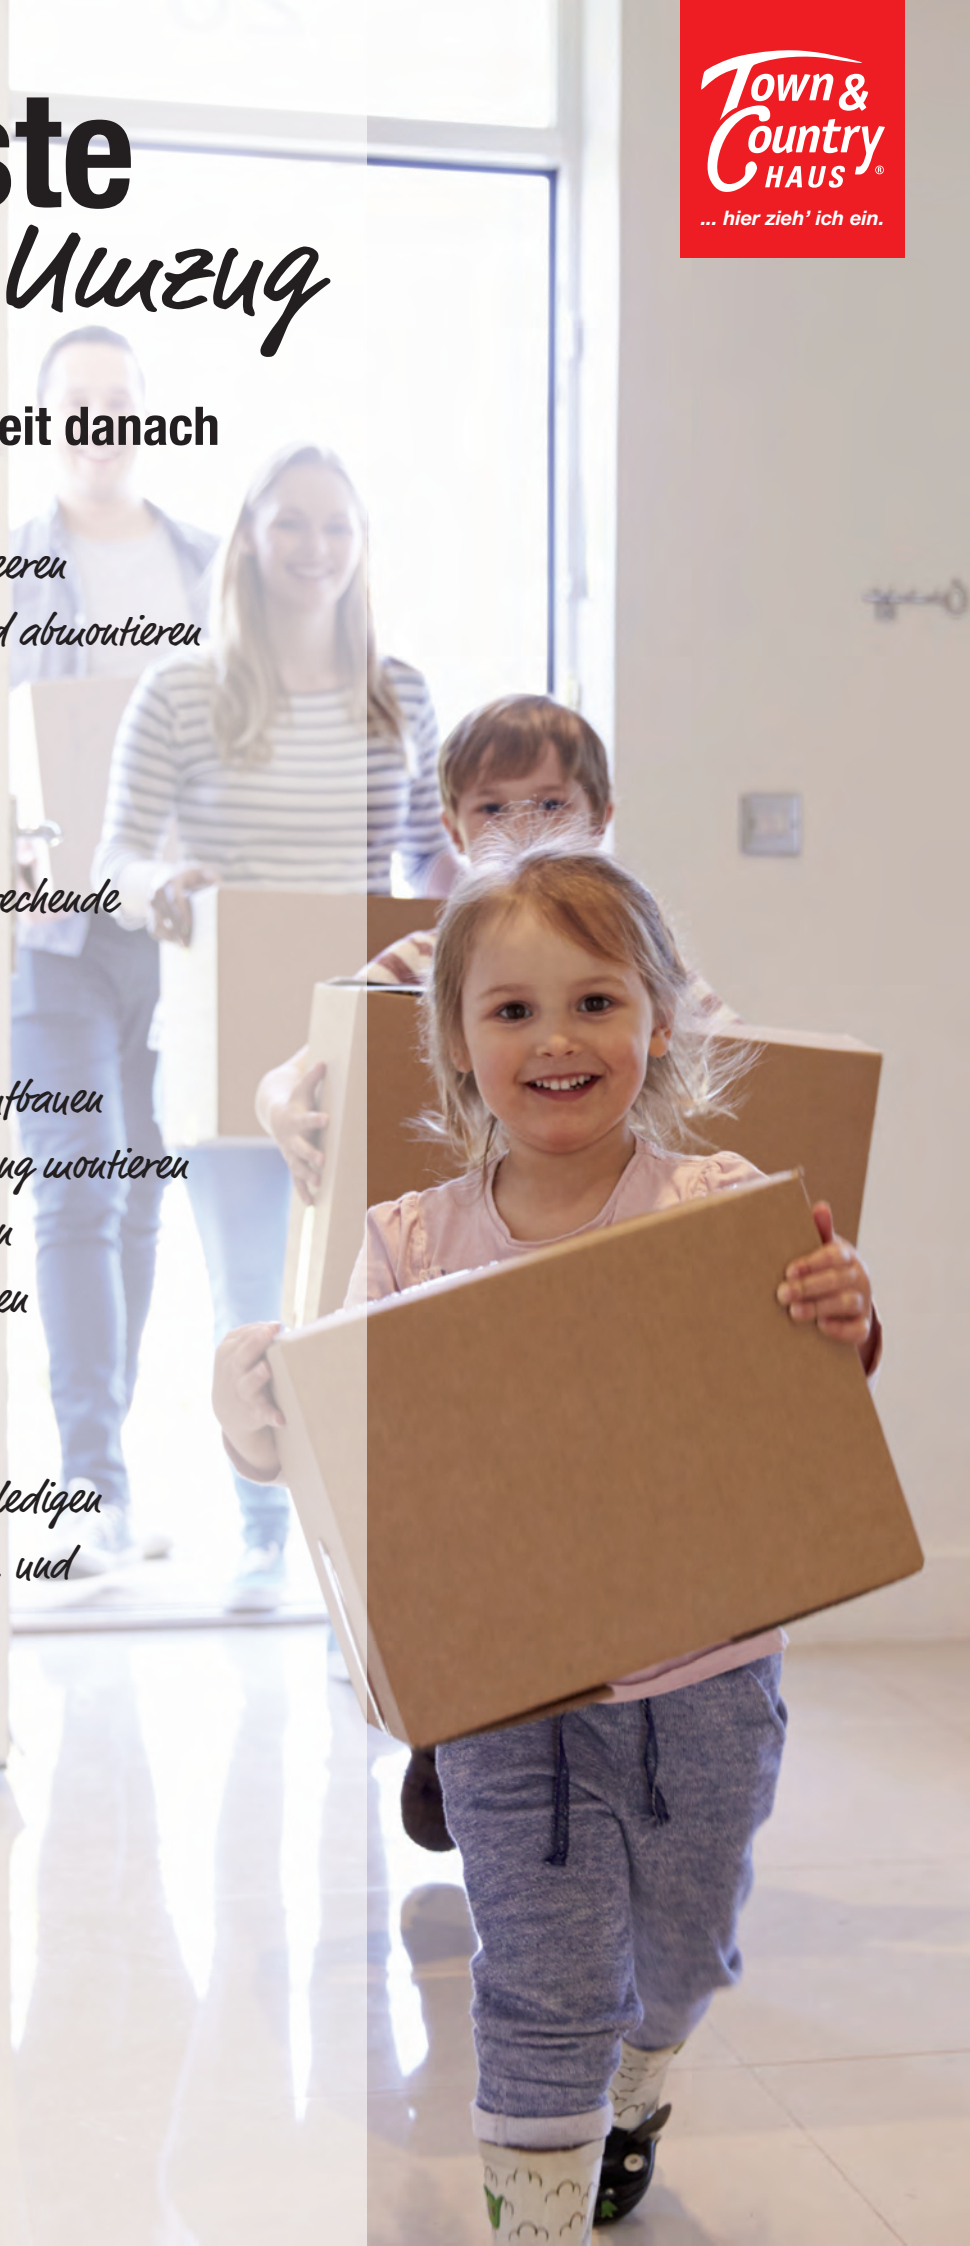 ste
Umzug
eit danach
eeren
d abmontieren
echende
fbauen
ng montieren
n
en
ledigen
. und
Town &
Country
HAUS®
... hier zieh' ich ein.